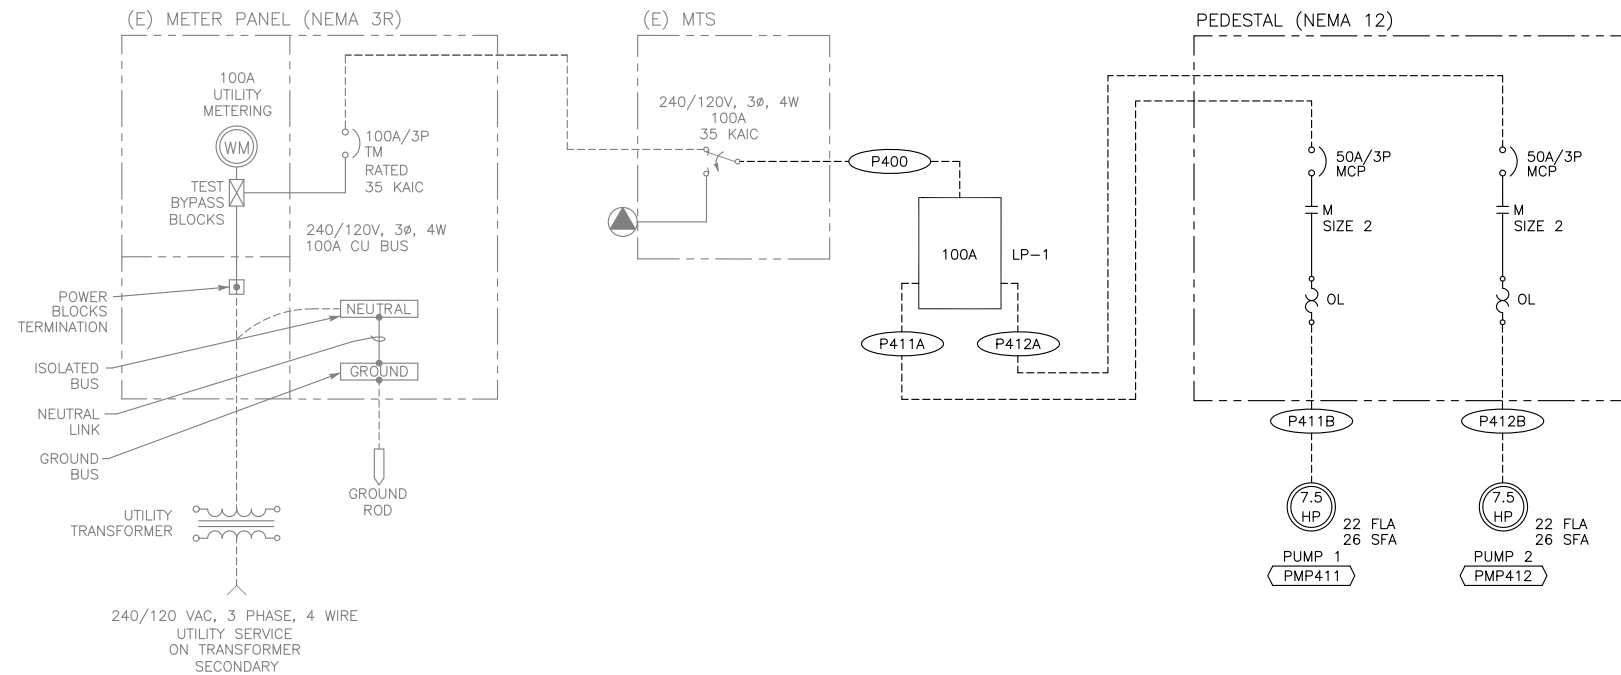 (E) METER PANEL (NEMA 3R)
(E) MTS
PEDESTAL (NEMA 12)
100A
UTILITY
METERING
WM
TEST
BYPASS
BLOCKS
100A/3P
TM
RATED
35 KAIC
240/120V, 3ø, 4W
100A CU BUS
POWER
BLOCKS
TERMINATION
NEUTRAL
ISOLATED
BUS
GROUND
NEUTRAL
LINK
GROUND
BUS
GROUND
ROD
UTILITY
TRANSFORMER
240/120 VAC, 3 PHASE, 4 WIRE
UTILITY SERVICE
ON TRANSFORMER
SECONDARY
240/120V, 3ø, 4W
100A
35 KAIC
P400
100A
LP-1
P411A
P412A
50A/3P
MCP
M
SIZE 2
OL
P411B
7.5
HP
22 FLA
26 SFA
PUMP 1
PMP411
50A/3P
MCP
M
SIZE 2
OL
P412B
7.5
HP
22 FLA
26 SFA
PUMP 2
PMP412